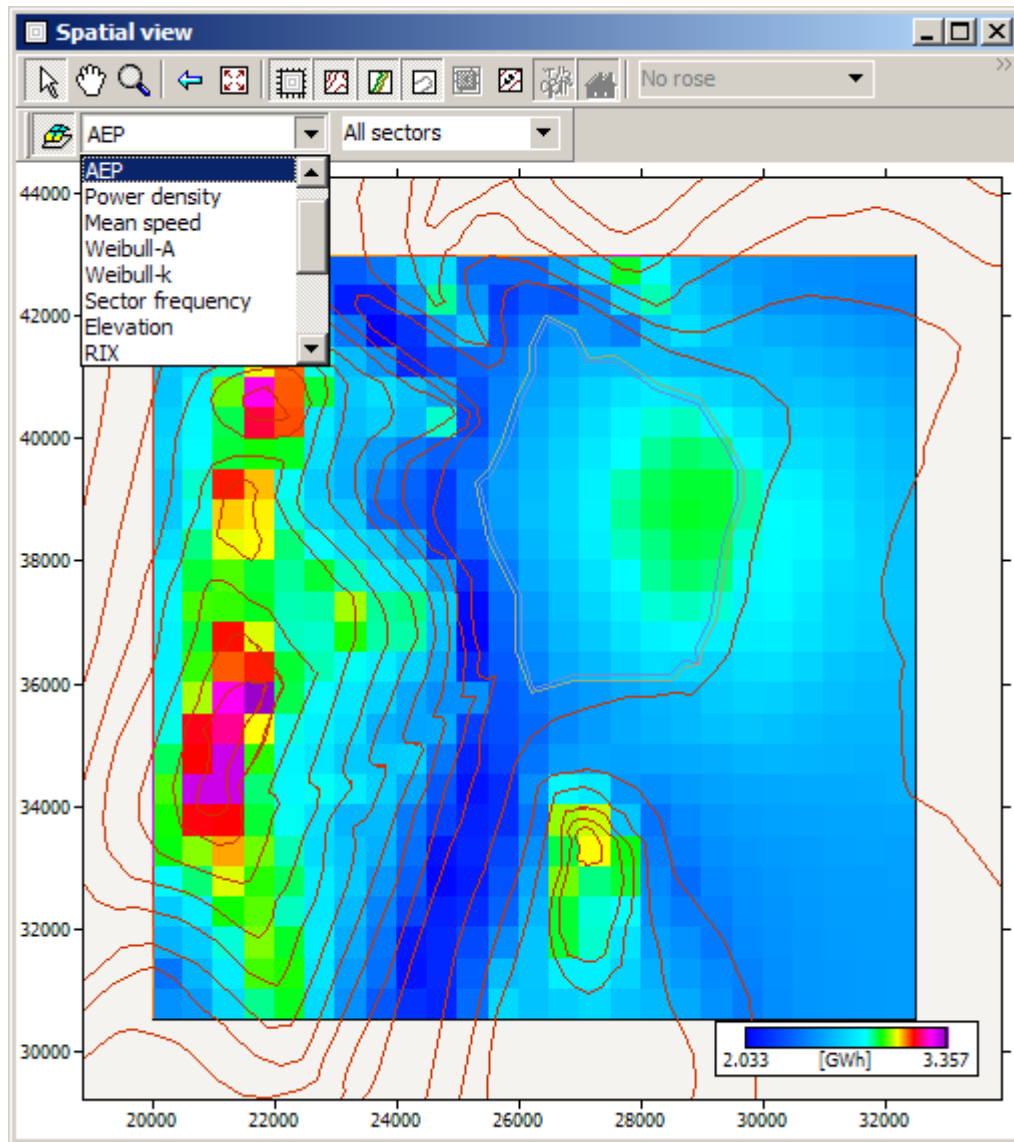 Spatial view
No rose
AEP
All sectors
AEP
Power density
Mean speed
Weibull-A
Weibull-k
Sector frequency
Elevation
RIX
44000
42000
40000
38000
36000
34000
32000
30000
2.033 [GWh] 3.357
20000 22000 24000 26000 28000 30000 32000